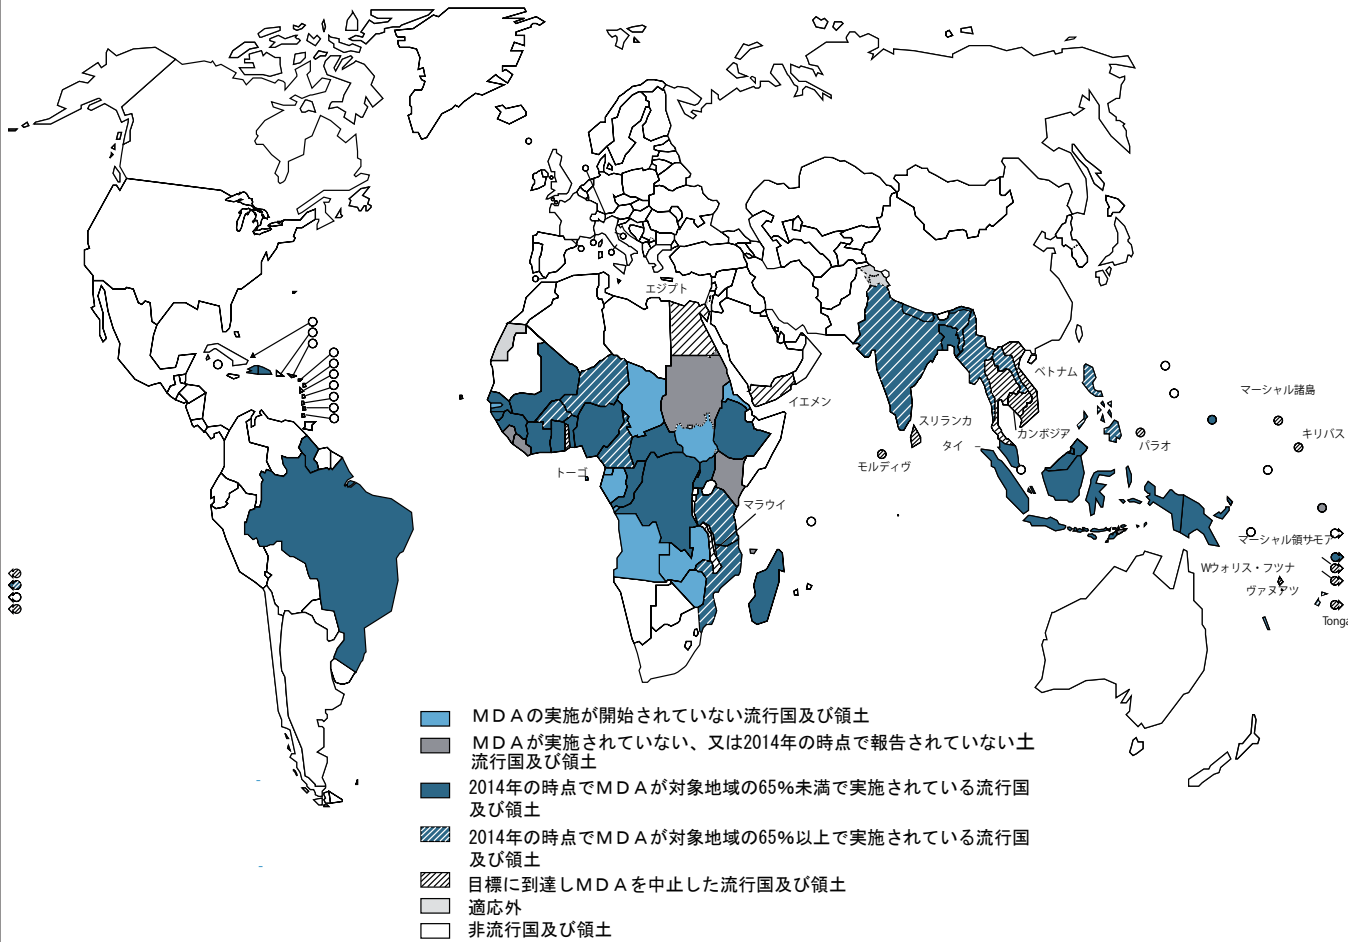 エジプト
イエメン
トーゴ
マラウイ
モルディヴ
スリランカ
タイ
カンボジア
ベトナム
パラオ
マーシャル諸島
キリバス
マーシャル領サモア
Wウォリス・フツナ
ヴァヌアツ
Tonga
MDAの実施が開始されていない流行国及び領土
MDAが実施されていない、又は2014年の時点で報告されていない土
流行国及び領土
2014年の時点でMDAが対象地域の65%未満で実施されている流行国
及び領土
2014年の時点でMDAが対象地域の65%以上で実施されている流行国
及び領土
目標に到達しMDAを中止した流行国及び領土
適応外
非流行国及び領土